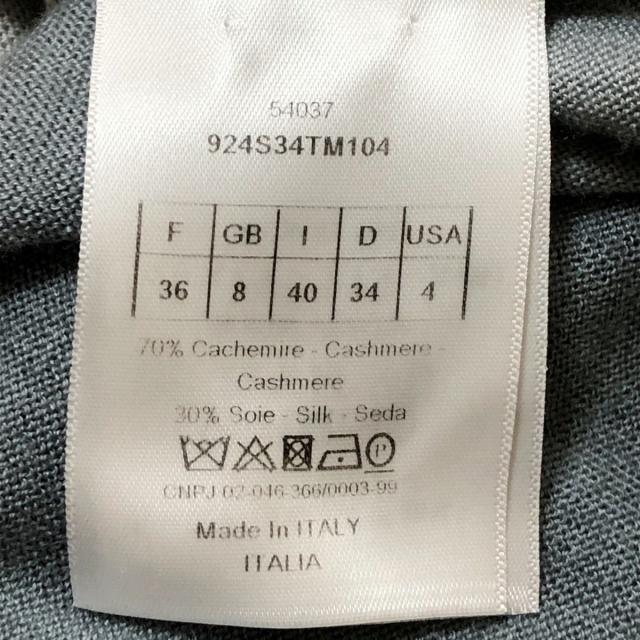 54037
924S34TM104
F GB I D USA
36 8 40 34 4
70% Cachemire - Cashmere -
Cashmere
30% Soie - Silk - Seda
P
CNPJ 02-046-366/0003-99
Made In ITALY
ITALIA